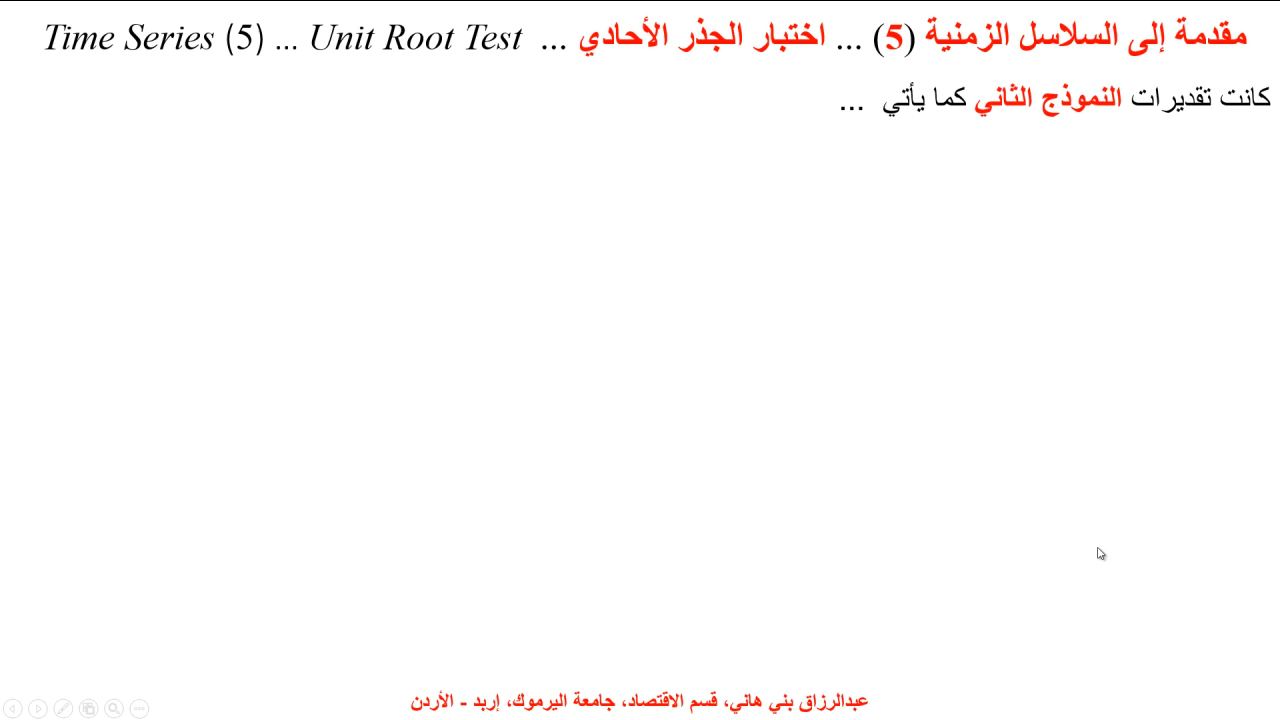 مقدمة إلى السلاسل الزمنية (5) ... اختبار الجذر الأحادي ... Time Series (5) ... Unit Root Test
كانت تقديرات النموذج الثاني كما يأتي ...
عبدالرزاق بني هاني، قسم الاقتصاد، جامعة اليرموك، إربد - الأردن